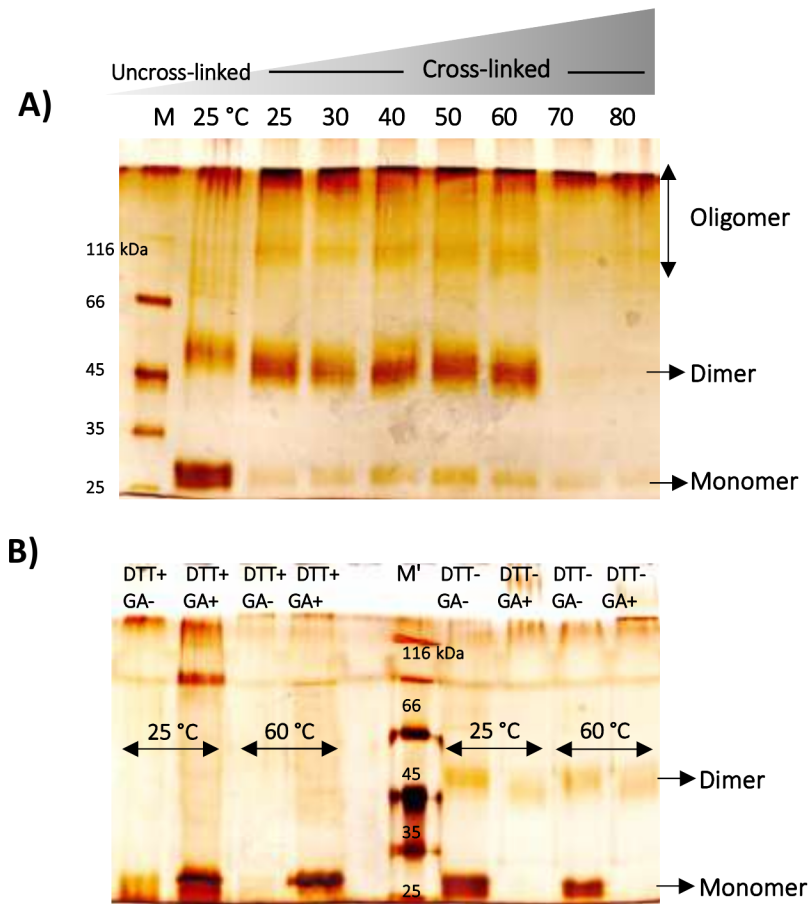 Uncross-linked Cross-linked
A)
M 25 °C 25 30 40 50 60 70 80
Oligomer
116 kDa
66
45
Dimer
35
25
Monomer
B)
DTT+ DTT+ DTT+ DTT+ M' DTT- DTT- DTT- DTT-
GA- GA+ GA- GA+ GA- GA+ GA- GA+
116 kDa
66
25 °C 60 °C 25 °C 60 °C
45
Dimer
35
25
Monomer